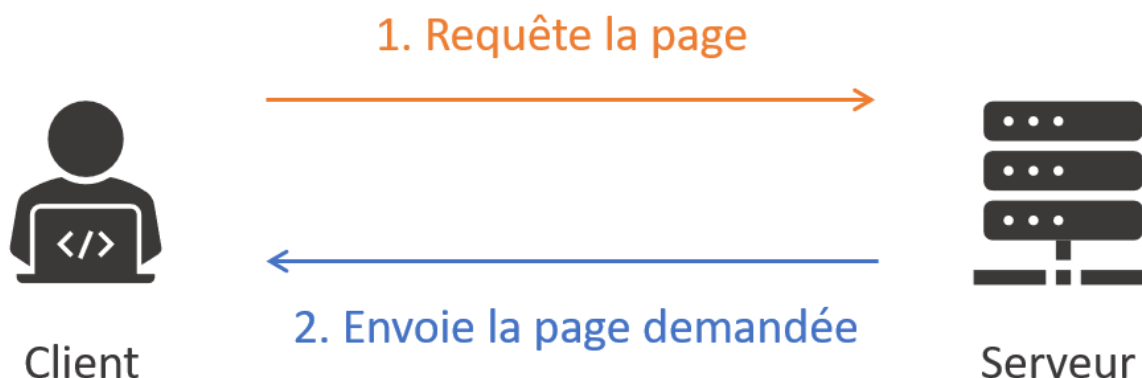 1. Requête la page
</>
2. Envoie la page demandée
Client
Serveur